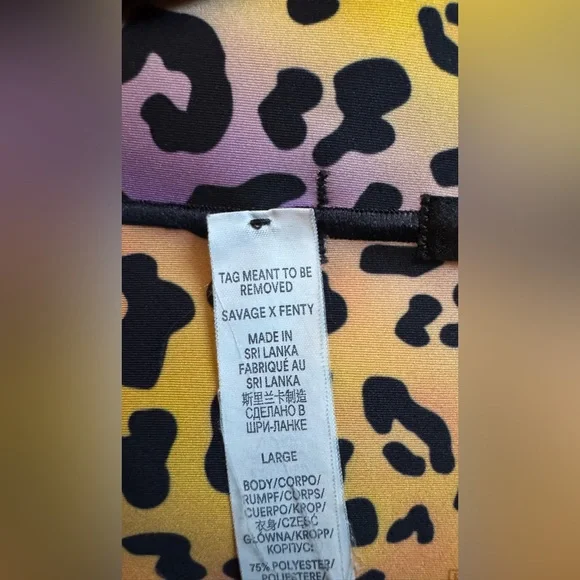 TAG MEANT TO BE
REMOVED
SAVAGE X FENTY
MADE IN
SRI LANKA
FABRIQUÉ AU
SRI LANKA
斯里兰卡制造
СДЕЛАНО В
ШРИ-ЛАНКЕ
LARGE
BODY/CORPO/
RUMPF/CORPS/
CUERPO/KPOP/
衣身/CZĘŚĆ
GŁÓWNA/KROPP/
КОРПУС:
75% POLYESTER/
POLIESTERE/